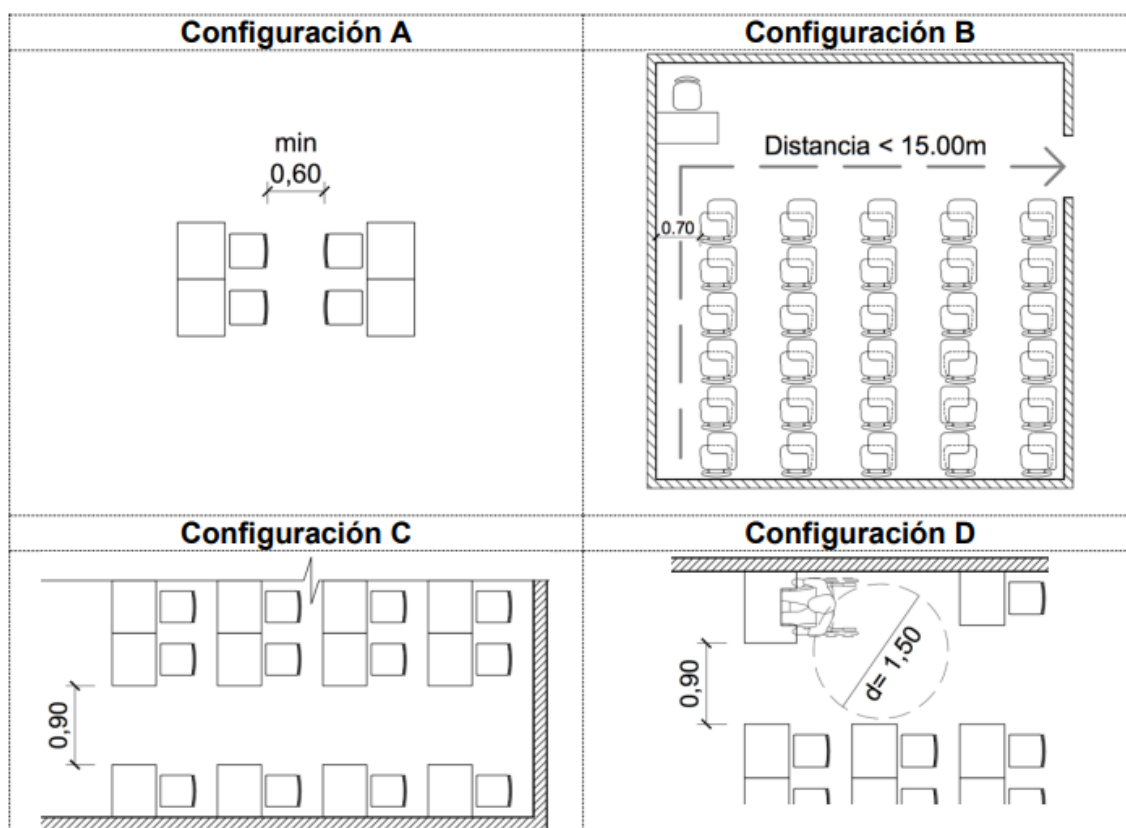 Configuración A
Configuración B
min
0,60
Distancia < 15.00m
0.70
Configuración C
Configuración D
0,90
0,90
d= 1,50